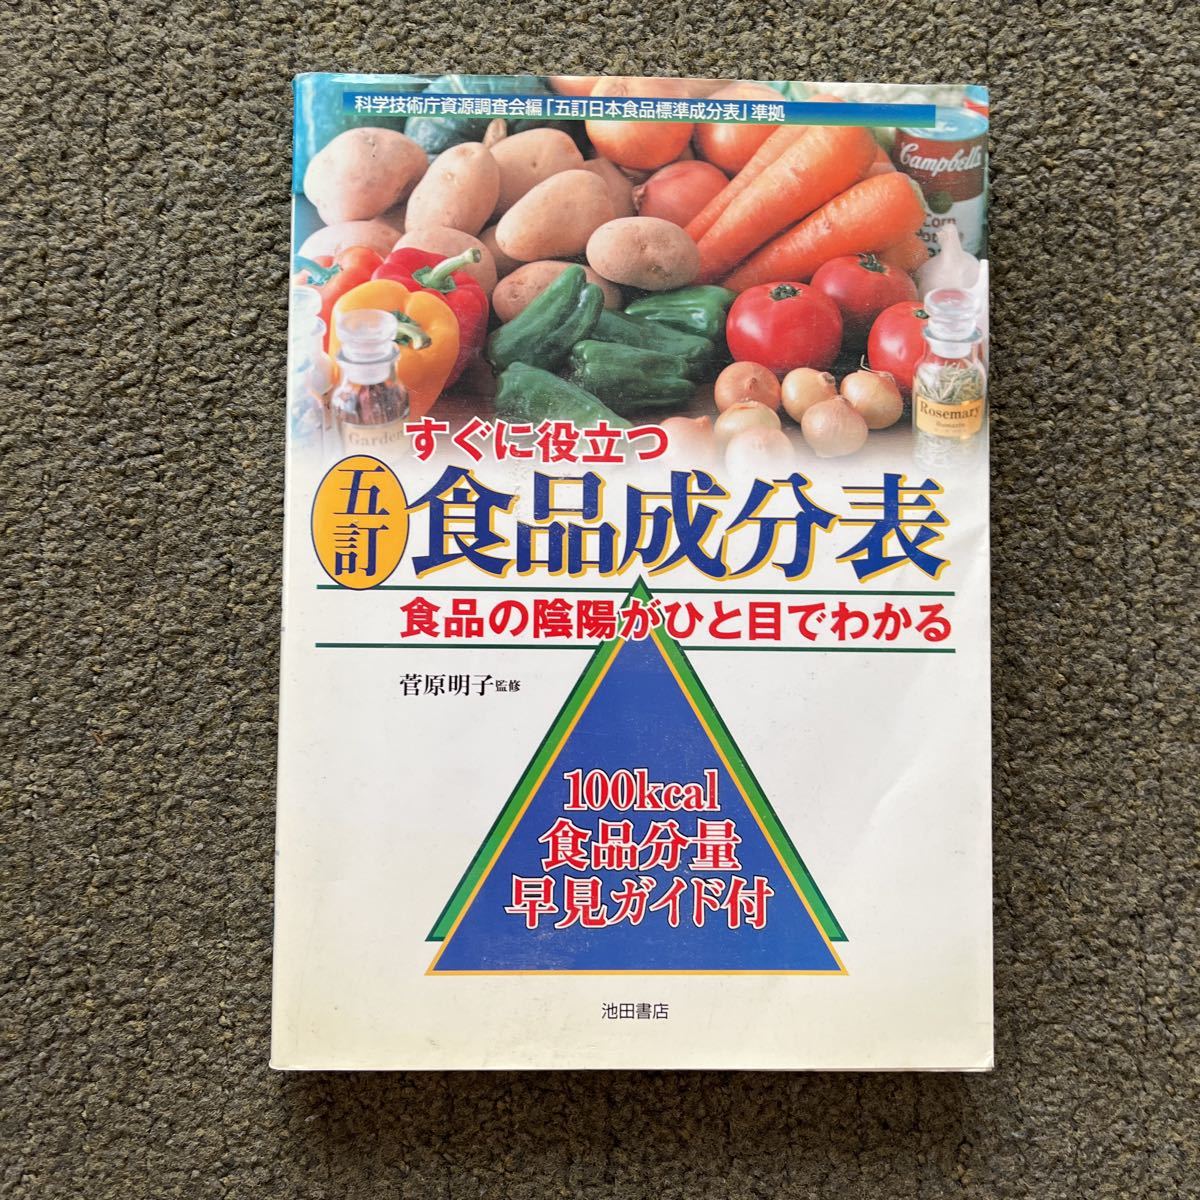 科学技術庁資源調査会編「五訂日本食品標準成分表」準拠
Campbell's
Corn
Garden
Rosemary
すぐに役立つ
五訂
食品成分表
食品の陰陽がひと目でわかる
菅原明子監修
100kcal
食品分量
早見ガイド付
池田書店